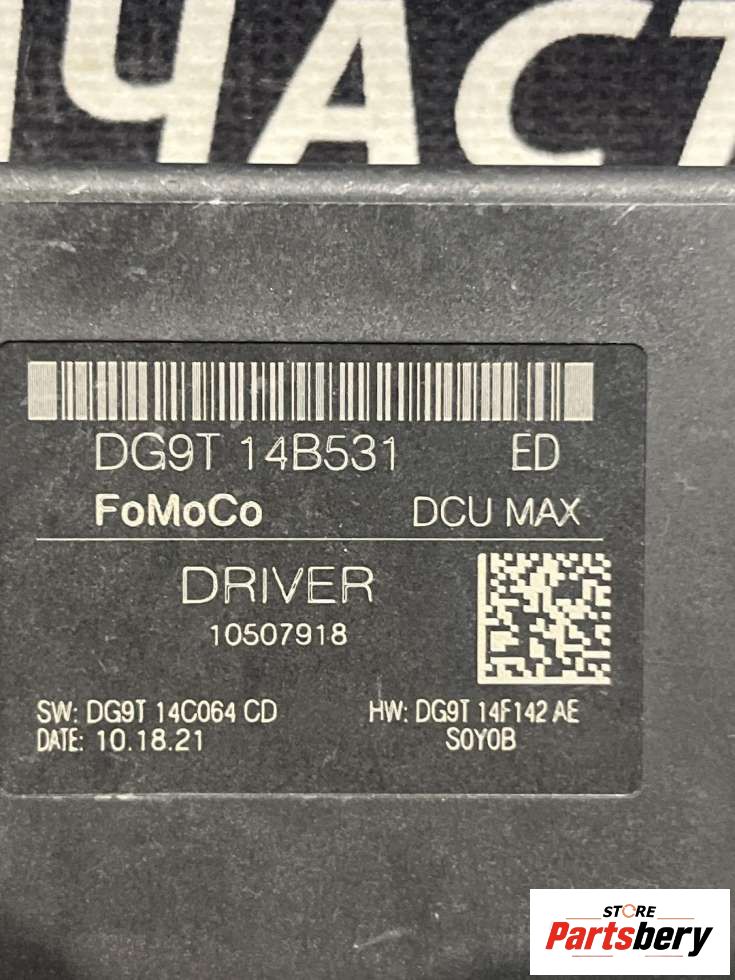 ЧАСТ
DG9T 14B531 ED
FoMoCo DCU MAX
DRIVER
10507918
SW: DG9T 14C064 CD HW: DG9T 14F142 AE
DATE: 10.18.21 S0Y0B
STORE
Partsbery